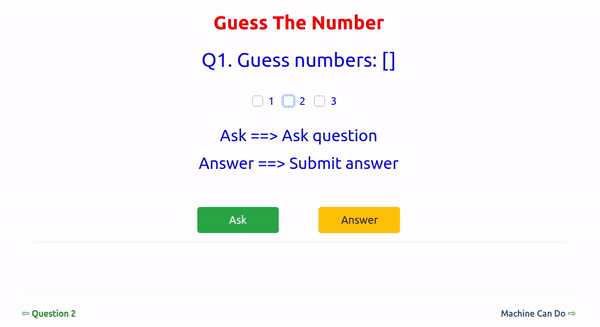 Guess The Number
Q1. Guess numbers: []
1 2 3
Ask ==> Ask question
Answer ==> Submit answer
Ask Answer
⇦ Question 2 Machine Can Do ⇨